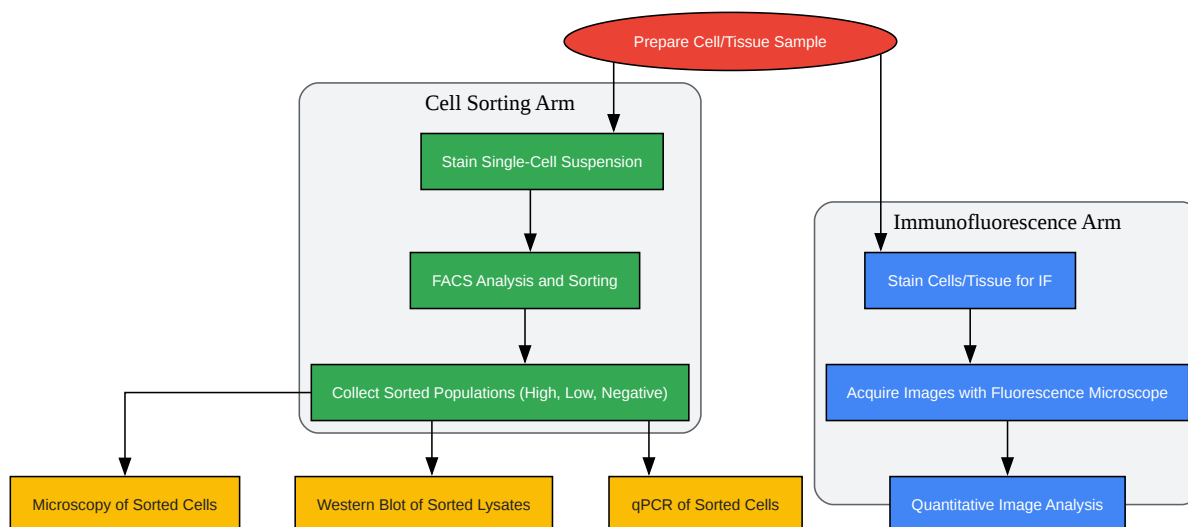 Prepare Cell/Tissue Sample
Cell Sorting Arm
Stain Single-Cell Suspension
FACS Analysis and Sorting
Collect Sorted Populations (High, Low, Negative)
Microscopy of Sorted Cells
Western Blot of Sorted Lysates
qPCR of Sorted Cells
Immunofluorescence Arm
Stain Cells/Tissue for IF
Acquire Images with Fluorescence Microscope
Quantitative Image Analysis